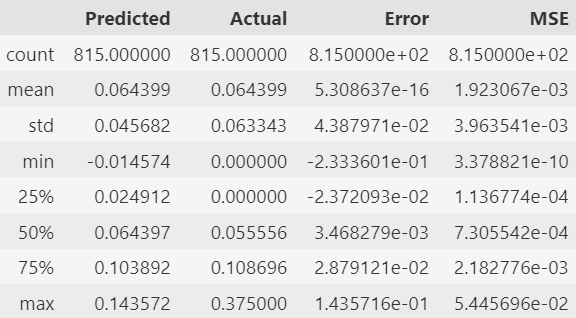 Predicted Actual Error MSE
count 815.000000 815.000000 8.150000e+02 8.150000e+02
mean 0.064399 0.064399 5.308637e-16 1.923067e-03
std 0.045682 0.063343 4.387971e-02 3.963541e-03
min -0.014574 0.000000 -2.333601e-01 3.378821e-10
25% 0.024912 0.000000 -2.372093e-02 1.136774e-04
50% 0.064397 0.055556 3.468279e-03 7.305542e-04
75% 0.103892 0.108696 2.879121e-02 2.182776e-03
max 0.143572 0.375000 1.435716e-01 5.445696e-02